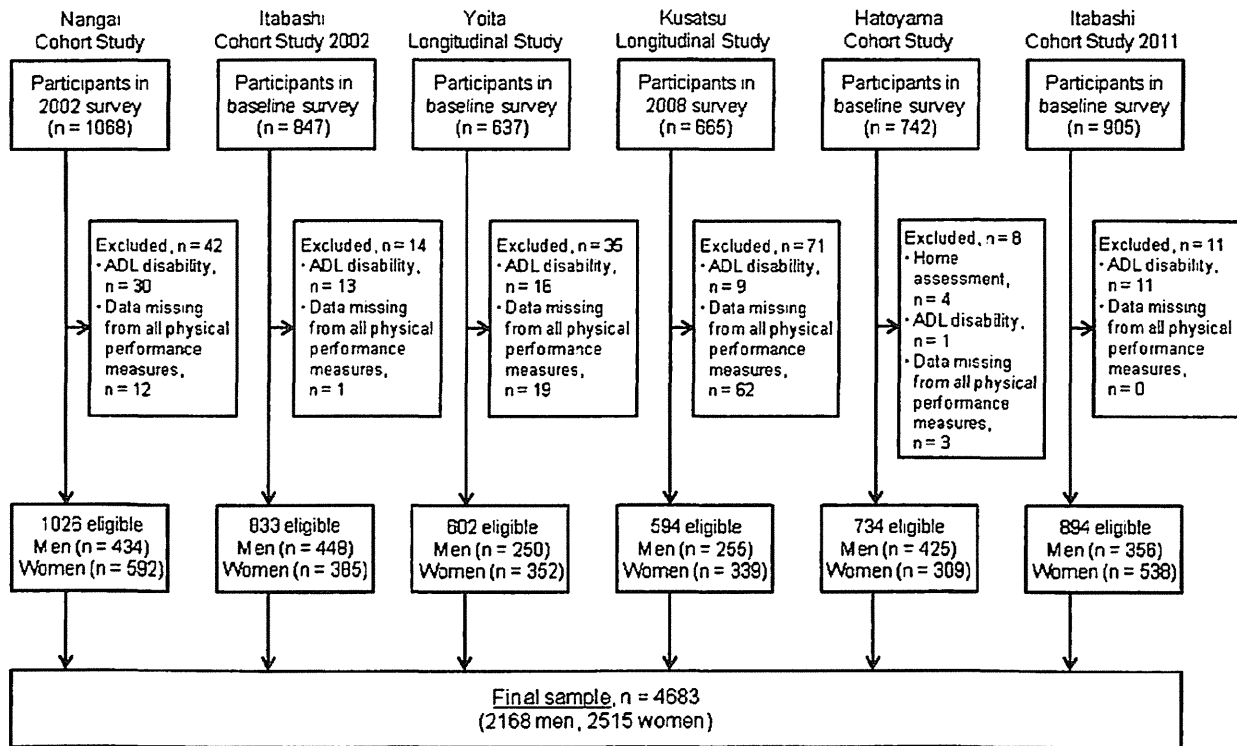 Nangai
Cohort Study
Itabashi
Cohort Study 2002
Yoita
Longitudinal Study
Kusatsu
Longitudinal Study
Hatoyama
Cohort Study
Itabashi
Cohort Study 2011
Participants in
2002 survey
(n = 1068)
Participants in
baseline survey
(n = 847)
Participants in
baseline survey
(n = 637)
Participants in
2008 survey
(n = 665)
Participants in
baseline survey
(n = 742)
Participants in
baseline survey
(n = 905)
Excluded, n = 42
・ADL disability,
n = 30
・Data missing
from all physical
performance
measures,
n = 12
Excluded, n = 14
・ADL disability,
n = 13
・Data missing
from all physical
performance
measures,
n = 1
Excluded, n = 35
・ADL disability,
n = 16
・Data missing
from all physical
performance
measures,
n = 19
Excluded, n = 71
・ADL disability,
n = 9
・Data missing
from all physical
performance
measures,
n = 62
Excluded, n = 8
・Home
assessment,
n = 4
・ADL disability,
n = 1
・Data missing
from all physical
performance
measures,
n = 3
Excluded, n = 11
・ADL disability,
n = 11
・Data missing
from all physical
performance
measures,
n = 0
1026 eligible
Men (n = 434)
Women (n = 592)
833 eligible
Men (n = 448)
Women (n = 385)
602 eligible
Men (n = 250)
Women (n = 352)
594 eligible
Men (n = 255)
Women (n = 339)
734 eligible
Men (n = 425)
Women (n = 309)
894 eligible
Men (n = 356)
Women (n = 538)
Final sample, n = 4683
(2168 men, 2515 women)